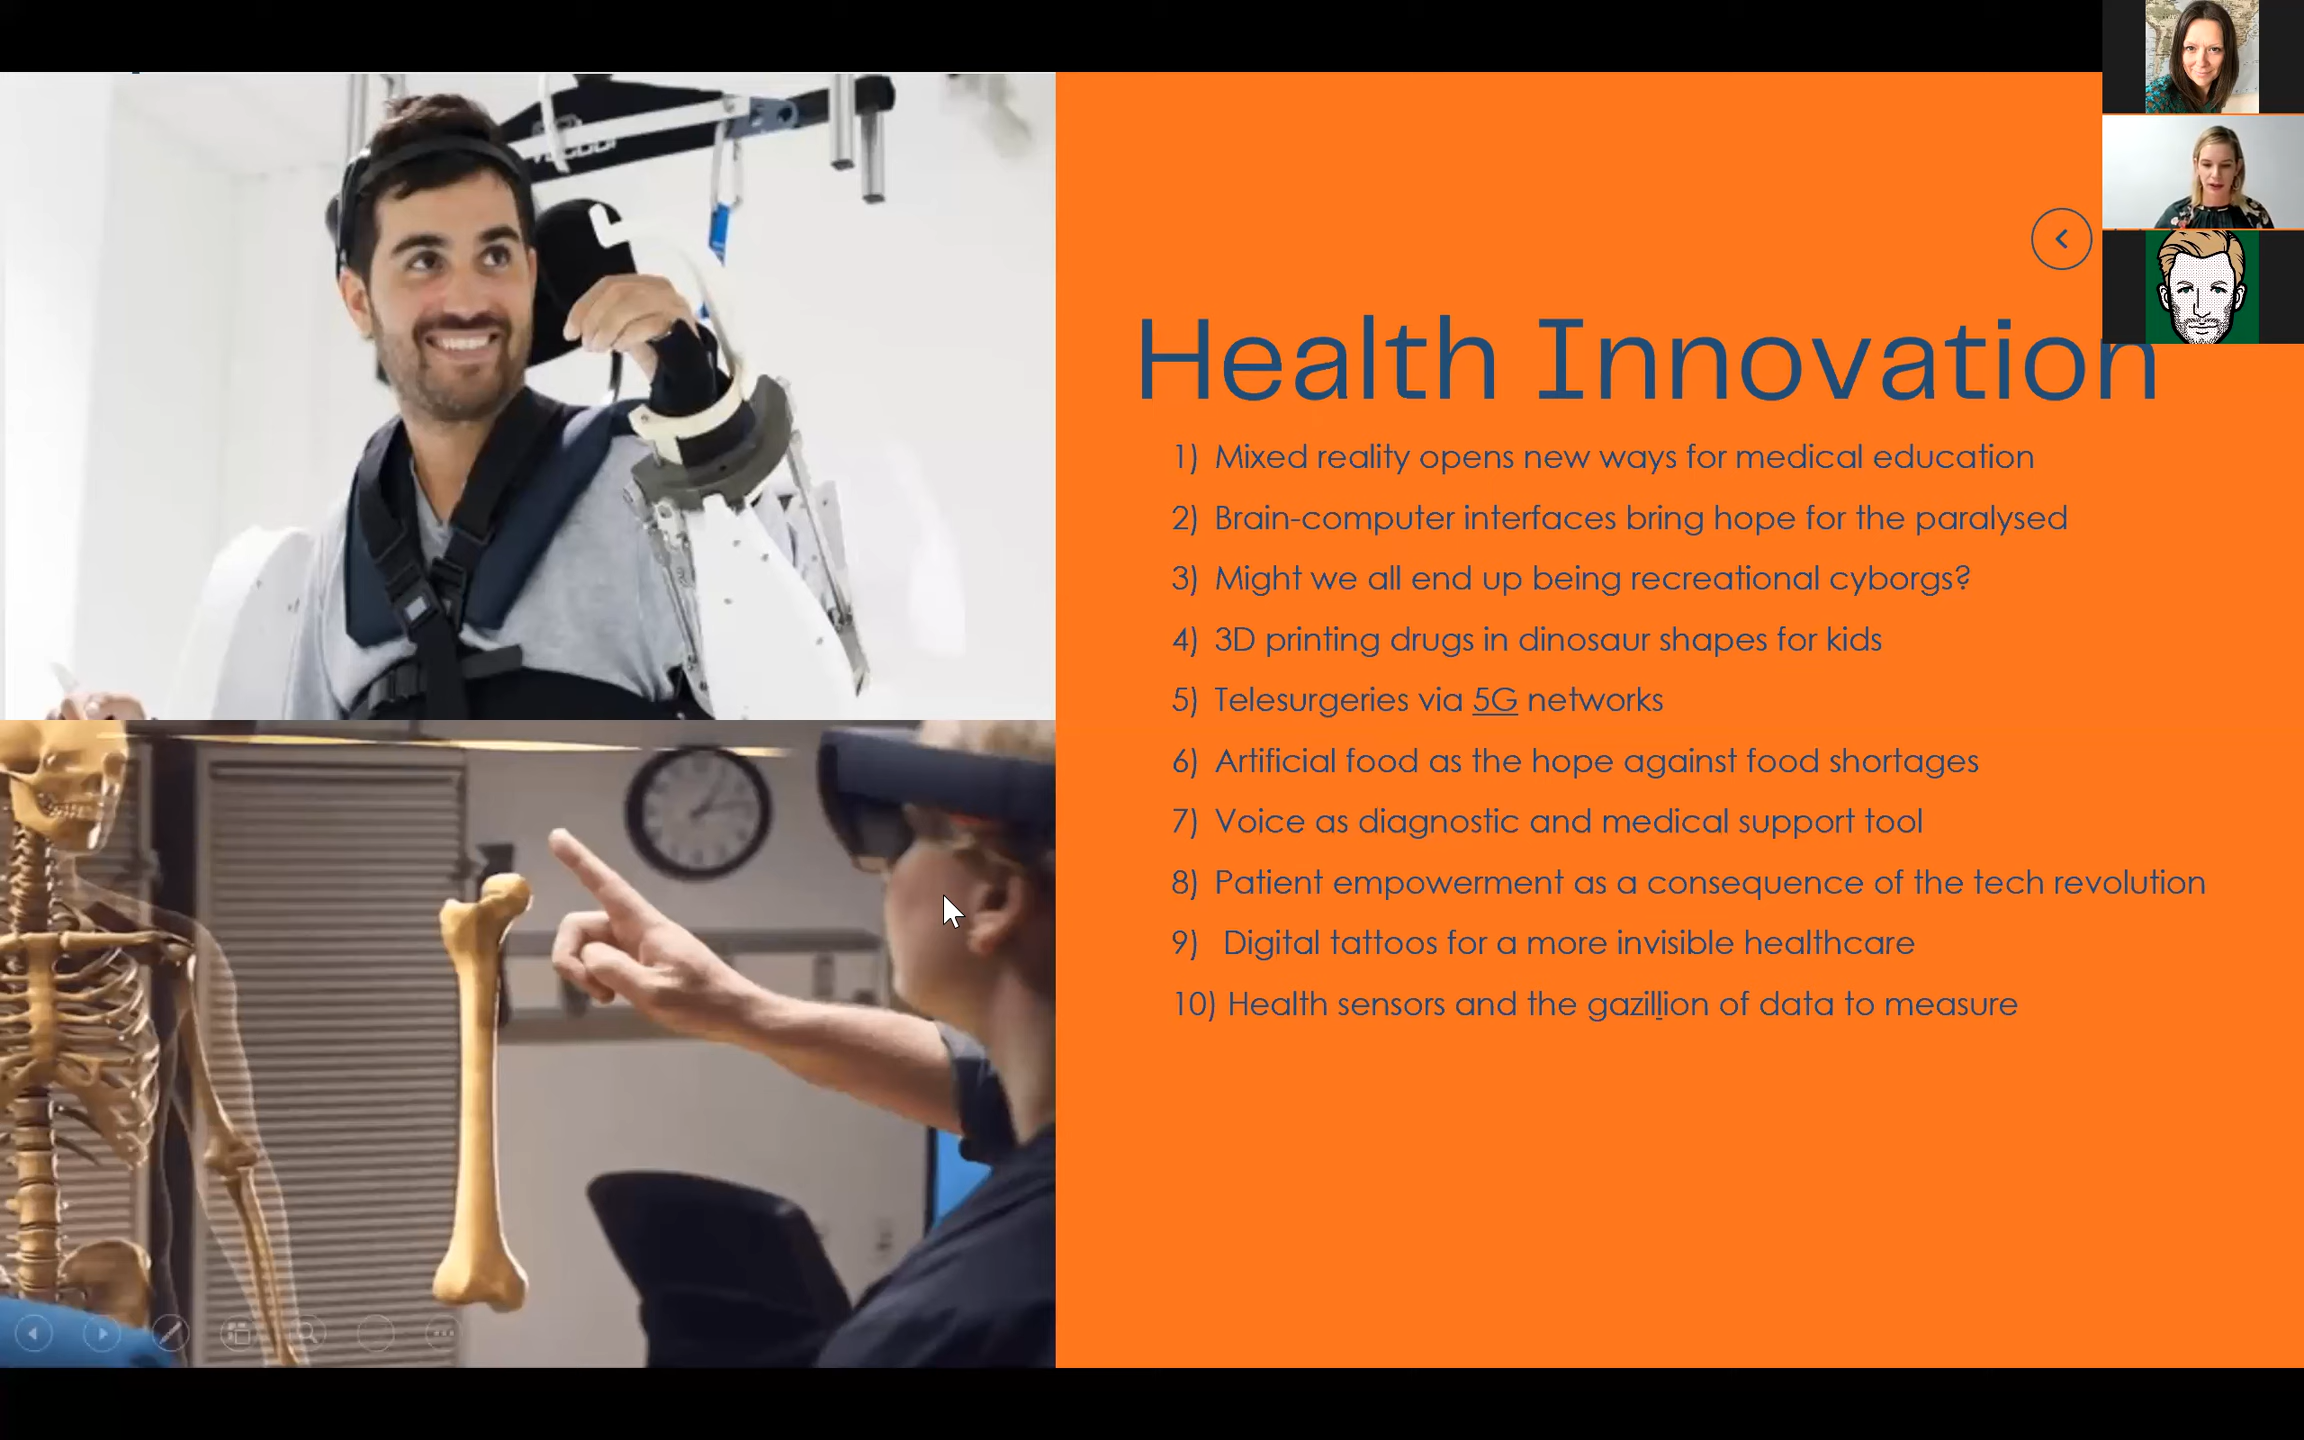 Health Innovation
1) Mixed reality opens new ways for medical education
2) Brain-computer interfaces bring hope for the paralysed
3) Might we all end up being recreational cyborgs?
4) 3D printing drugs in dinosaur shapes for kids
5) Telesurgeries via 5G networks
6) Artificial food as the hope against food shortages
7) Voice as diagnostic and medical support tool
8) Patient empowerment as a consequence of the tech revolution
9) Digital tattoos for a more invisible healthcare
10) Health sensors and the gazillion of data to measure